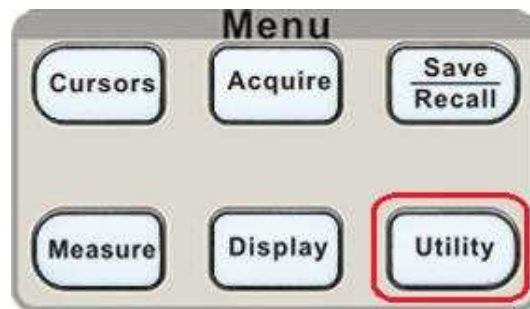 Menu
Cursors
Acquire
Save
Recall
Measure
Display
Utility